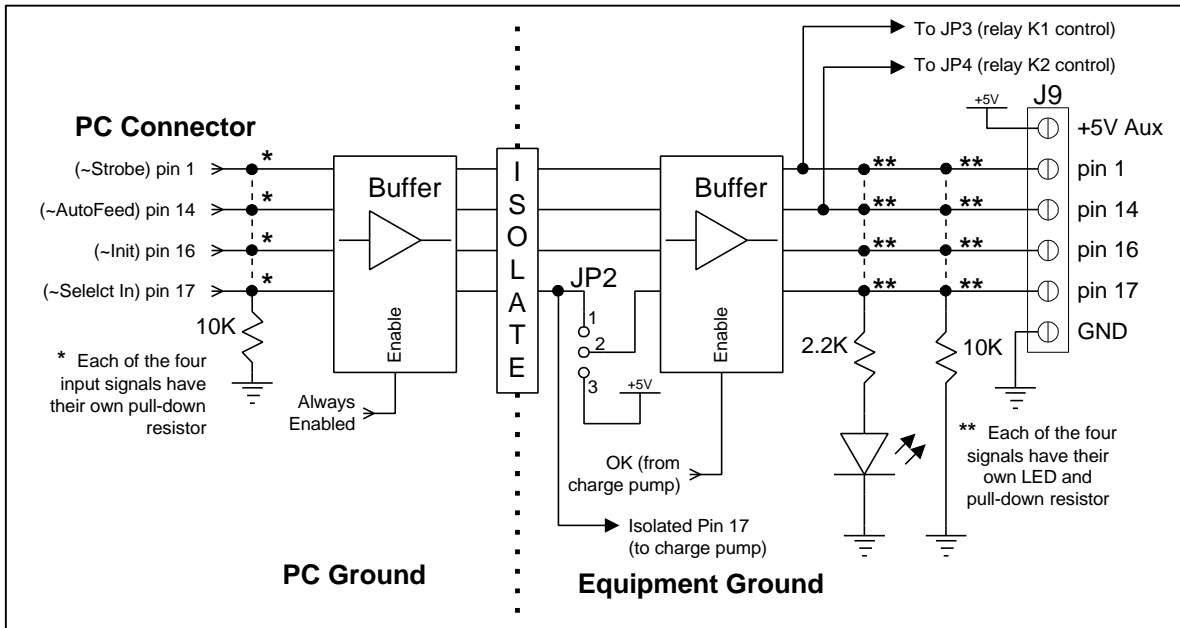 To JP3 (relay K1 control)
To JP4 (relay K2 control)
J9
+5V
+5V Aux
PC Connector
(~Strobe) pin 1
*
Buffer
ISOLATE
Buffer
**
**
pin 1
(~AutoFeed) pin 14
*
**
**
pin 14
(~Init) pin 16
*
**
**
pin 16
JP2
(~Selelct In) pin 17
*
**
**
pin 17
1
2
3
10K
Enable
Enable
2.2K
10K
GND
+5V
* Each of the four
input signals have
their own pull-down
resistor
Always
Enabled
OK (from
charge pump)
** Each of the four
signals have their
own LED and
pull-down resistor
Isolated Pin 17
(to charge pump)
PC Ground
Equipment Ground